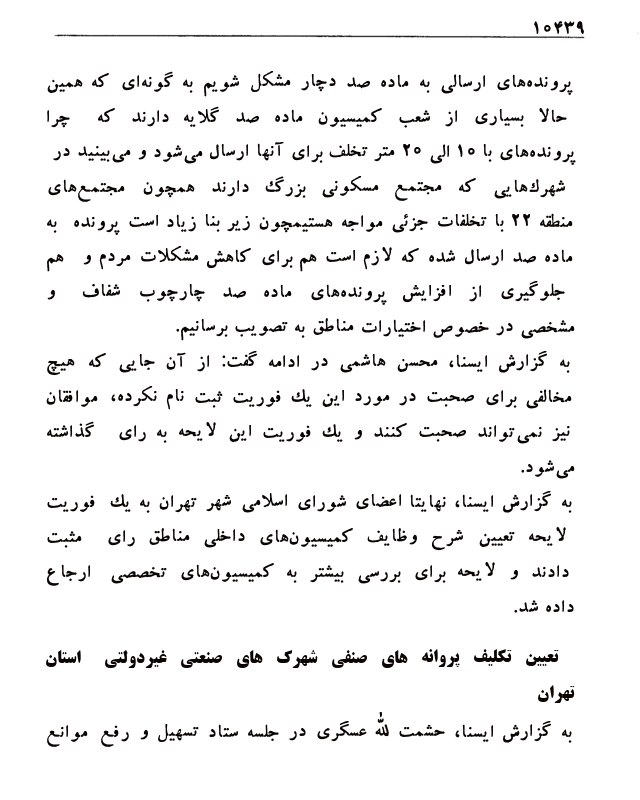 ۱۰۴۳۹
پرونده‌های ارسالی به ماده صد دچار مشکل شویم به گونه‌ای که همین
حالا بسیاری از شعب کمیسیون ماده صد گلایه دارند که چرا
پرونده‌های با ۱۰ الی ۲۰ متر تخلف برای آنها ارسال می‌شود و می‌بینید در
شهرك‌هایی که مجتمع مسکونی بزرگ دارند همچون مجتمع‌های
منطقه ۲۲ با تخلفات جزئی مواجه هستیمچون زیر بنا زیاد است پرونده به
ماده صد ارسال شده که لازم است هم برای کاهش مشکلات مردم و هم
جلوگیری از افزایش پرونده‌های ماده صد چارچوب شفاف و
مشخصی در خصوص اختیارات مناطق به تصویب برسانیم.
به گزارش ایسنا، محسن هاشمی در ادامه گفت: از آن جایی که هیچ
مخالفی برای صحبت در مورد این یك فوریت ثبت نام نکرده، موافقان
نیز نمی‌تواند صحبت کنند و یك فوریت این لایحه به رای گذاشته
می‌شود.
به گزارش ایسنا، نهایتا اعضای شورای اسلامی شهر تهران به یك فوریت
لایحه تعیین شرح وظایف کمیسیون‌های داخلی مناطق رای مثبت
دادند و لایحه برای بررسی بیشتر به کمیسیون‌های تخصصی ارجاع
داده شد.
تعیین تکلیف پروانه های صنفی شهرک های صنعتی غیردولتی استان
تهران
به گزارش ایسنا، حشمت لله عسگری در جلسه ستاد تسهیل و رفع موانع